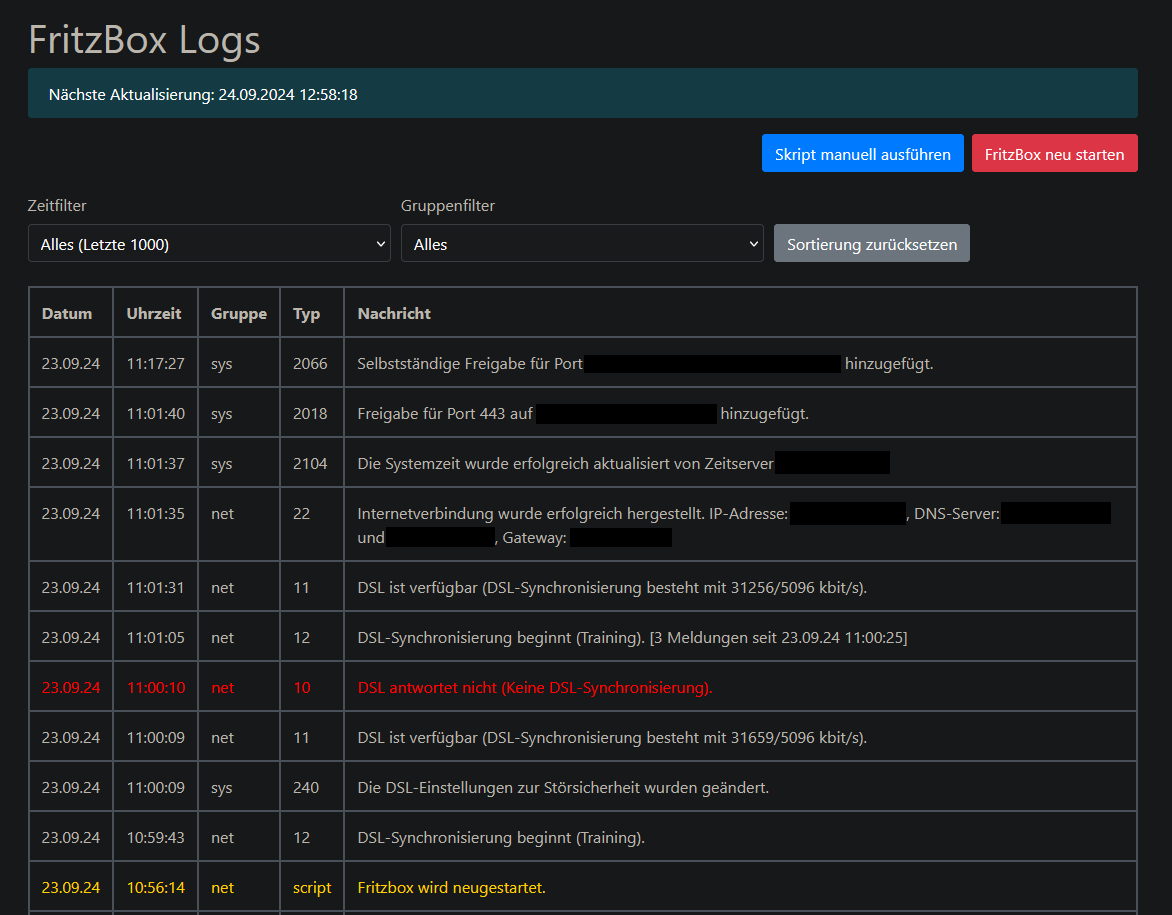 FritzBox Logs
Nächste Aktualisierung: 24.09.2024 12:58:18
Skript manuell ausführen FritzBox neu starten
Zeitfilter Gruppenfilter
Alles (Letzte 1000) Alles Sortierung zurücksetzen
Datum Uhrzeit Gruppe Typ Nachricht
23.09.24 11:17:27 sys 2066 Selbstständige Freigabe für Port hinzugefügt.
23.09.24 11:01:40 sys 2018 Freigabe für Port 443 auf hinzugefügt.
23.09.24 11:01:37 sys 2104 Die Systemzeit wurde erfolgreich aktualisiert von Zeitserver
23.09.24 11:01:35 net 22 Internetverbindung wurde erfolgreich hergestellt. IP-Adresse: , DNS-Server:
und , Gateway:
23.09.24 11:01:31 net 11 DSL ist verfügbar (DSL-Synchronisierung besteht mit 31256/5096 kbit/s).
23.09.24 11:01:05 net 12 DSL-Synchronisierung beginnt (Training). [3 Meldungen seit 23.09.24 11:00:25]
23.09.24 11:00:10 net 10 DSL antwortet nicht (Keine DSL-Synchronisierung).
23.09.24 11:00:09 net 11 DSL ist verfügbar (DSL-Synchronisierung besteht mit 31659/5096 kbit/s).
23.09.24 11:00:09 sys 240 Die DSL-Einstellungen zur Störsicherheit wurden geändert.
23.09.24 10:59:43 net 12 DSL-Synchronisierung beginnt (Training).
23.09.24 10:56:14 net script Fritzbox wird neugestartet.